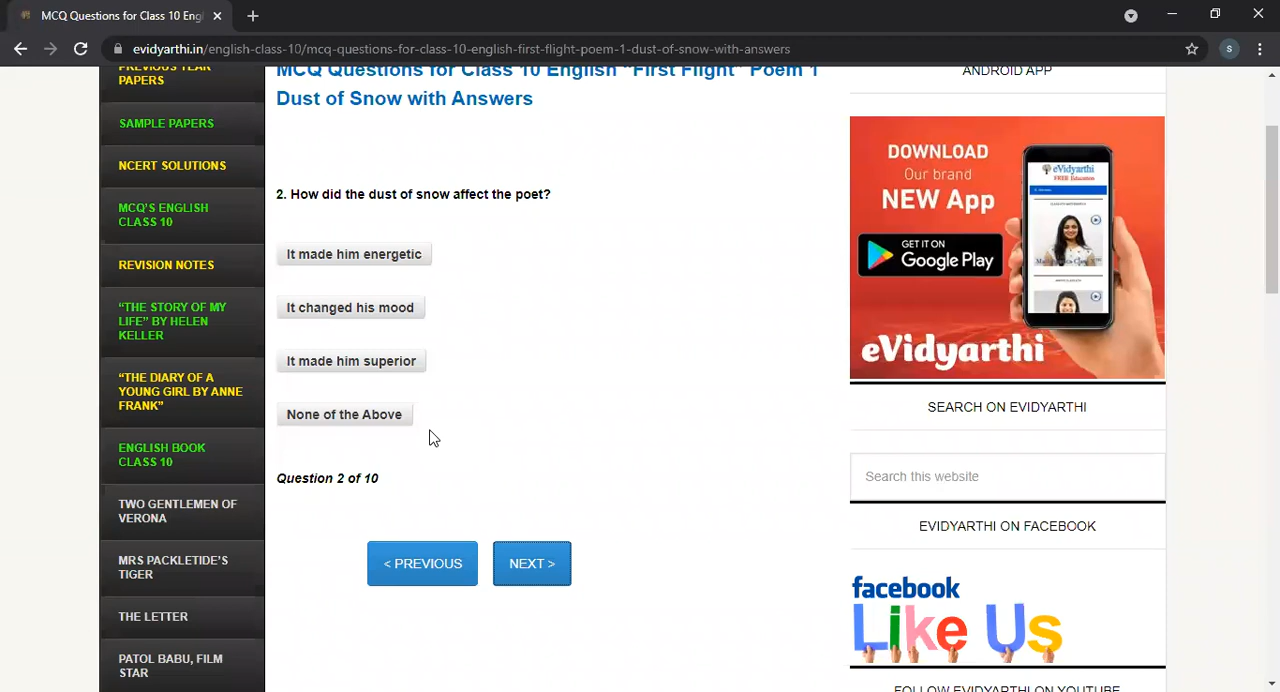 MCQ Questions for Class 10 Engl
evidyarthi.in/english-class-10/mcq-questions-for-class-10-english-first-flight-poem-1-dust-of-snow-with-answers
S
PREVIOUS YEAR
PAPERS
SAMPLE PAPERS
NCERT SOLUTIONS
MCQ'S ENGLISH
CLASS 10
REVISION NOTES
“THE STORY OF MY
LIFE” BY HELEN
KELLER
“THE DIARY OF A
YOUNG GIRL BY ANNE
FRANK”
ENGLISH BOOK
CLASS 10
TWO GENTLEMEN OF
VERONA
MRS PACKLETIDE'S
TIGER
THE LETTER
PATOL BABU, FILM
STAR
MCQ Questions for Class 10 English "First Flight" Poem 1
Dust of Snow with Answers
2. How did the dust of snow affect the poet?
It made him energetic
It changed his mood
It made him superior
None of the Above
Question 2 of 10
< PREVIOUS
NEXT >
ANDROID APP
DOWNLOAD
Our brand
NEW App
GET IT ON
Google Play
eVidyarthi
FREE Education
eVidyarthi
SEARCH ON EVIDYARTHI
Search this website
EVIDYARTHI ON FACEBOOK
facebook
Like Us
FOLLOW EVIDYARTHI ON YOUTUBE